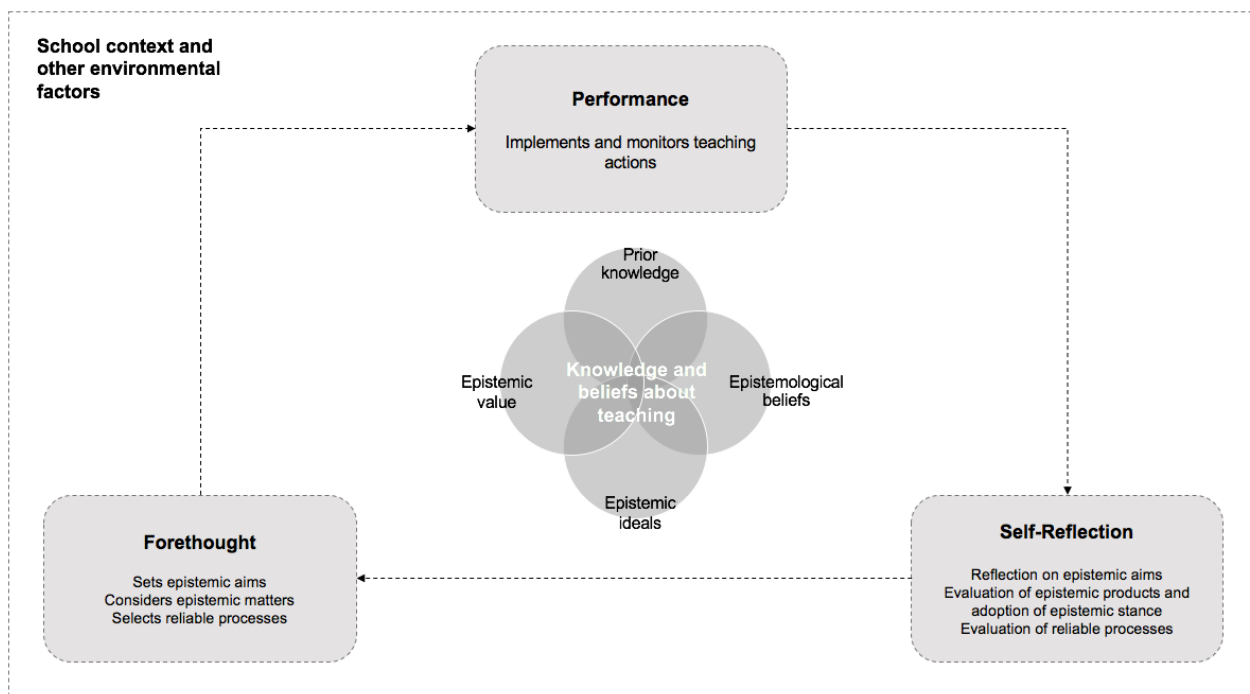 School context and
other environmental
factors
Performance
Implements and monitors teaching
actions
Prior
knowledge
Epistemic
value
Knowledge and
beliefs about
teaching
Epistemological
beliefs
Epistemic
ideals
Forethought
Sets epistemic aims
Considers epistemic matters
Selects reliable processes
Self-Reflection
Reflection on epistemic aims
Evaluation of epistemic products and
adoption of epistemic stance
Evaluation of reliable processes